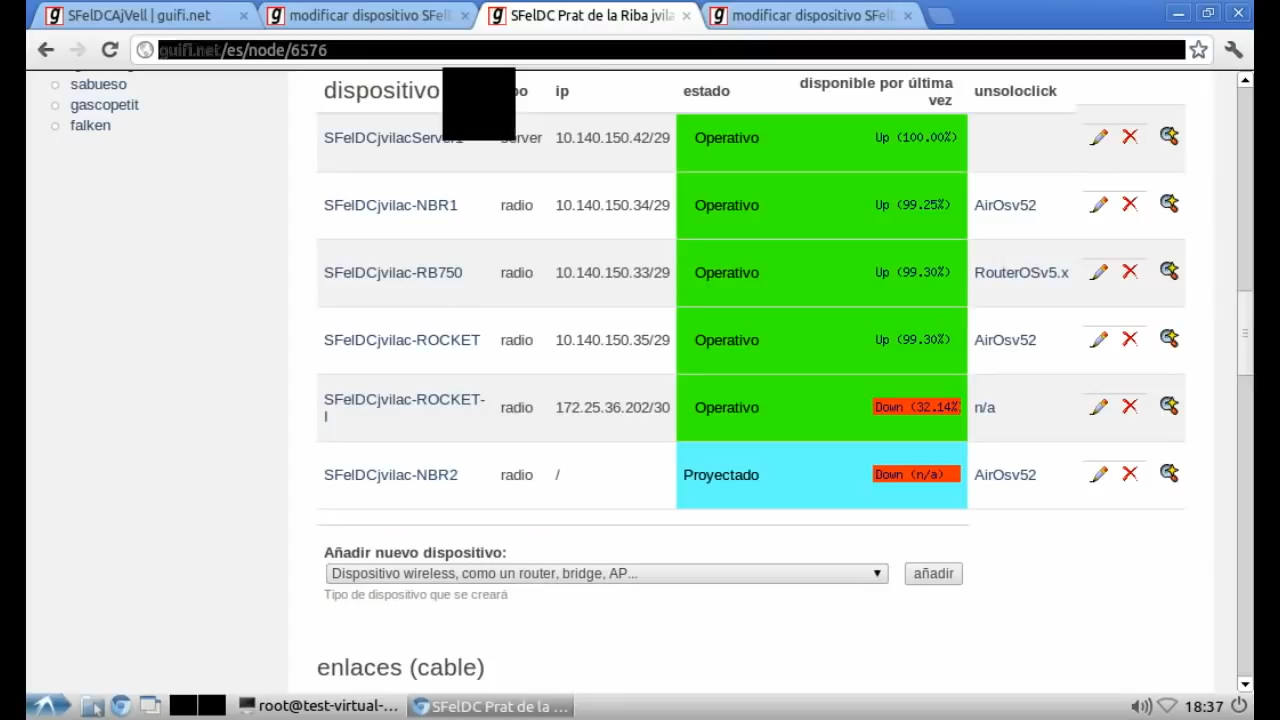 SFelDCAjVell | guifi.net
modificar dispositivo SFel
SFelDC Prat de la Riba jvila
modificar dispositivo SFelD
guifi.net/es/node/6576
sabueso
gascopetit
falken
dispositivo ip estado disponible por última vez unsoloclick
SFelDCjvilacServer1 server 10.140.150.42/29 Operativo Up (100.00%)
SFelDCjvilac-NBR1 radio 10.140.150.34/29 Operativo Up (99.25%) AirOsv52
SFelDCjvilac-RB750 radio 10.140.150.33/29 Operativo Up (99.30%) RouterOSv5.x
SFelDCjvilac-ROCKET radio 10.140.150.35/29 Operativo Up (99.30%) AirOsv52
SFelDCjvilac-ROCKET-I radio 172.25.36.202/30 Operativo Down (32.14% n/a
SFelDCjvilac-NBR2 radio / Proyectado Down (n/a) AirOsv52
Añadir nuevo dispositivo:
Dispositivo wireless, como un router, bridge, AP... añadir
Tipo de dispositivo que se creará
enlaces (cable)
root@test-virtual-... SFelDC Prat de la ... 18:37